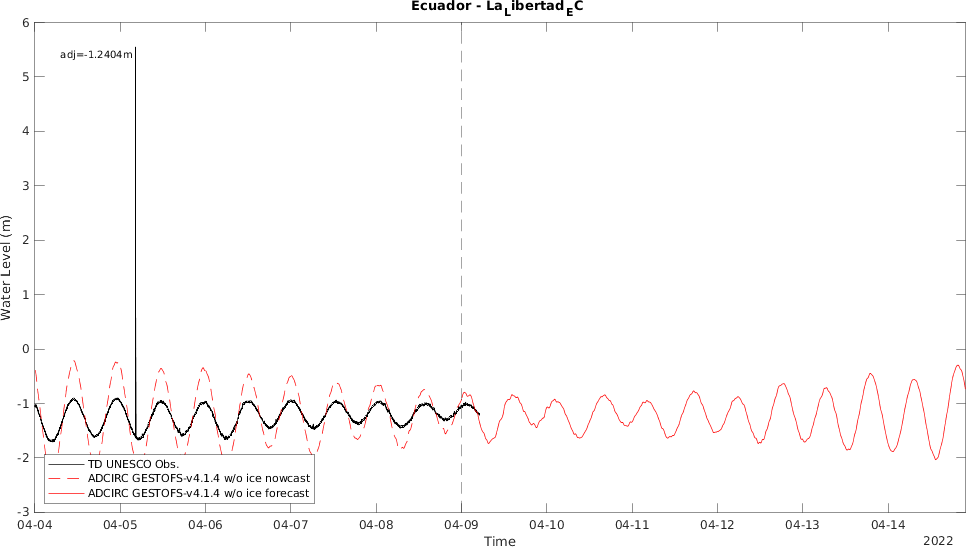 Ecuador - LaLibertadEC
adj=-1.2404m
Water Level (m)
6
5
4
3
2
1
0
-1
-2
-3
TD UNESCO Obs.
ADCIRC GESTOFS-v4.1.4 w/o ice nowcast
ADCIRC GESTOFS-v4.1.4 w/o ice forecast
04-04 04-05 04-06 04-07 04-08 04-09 04-10 04-11 04-12 04-13 04-14
Time
2022